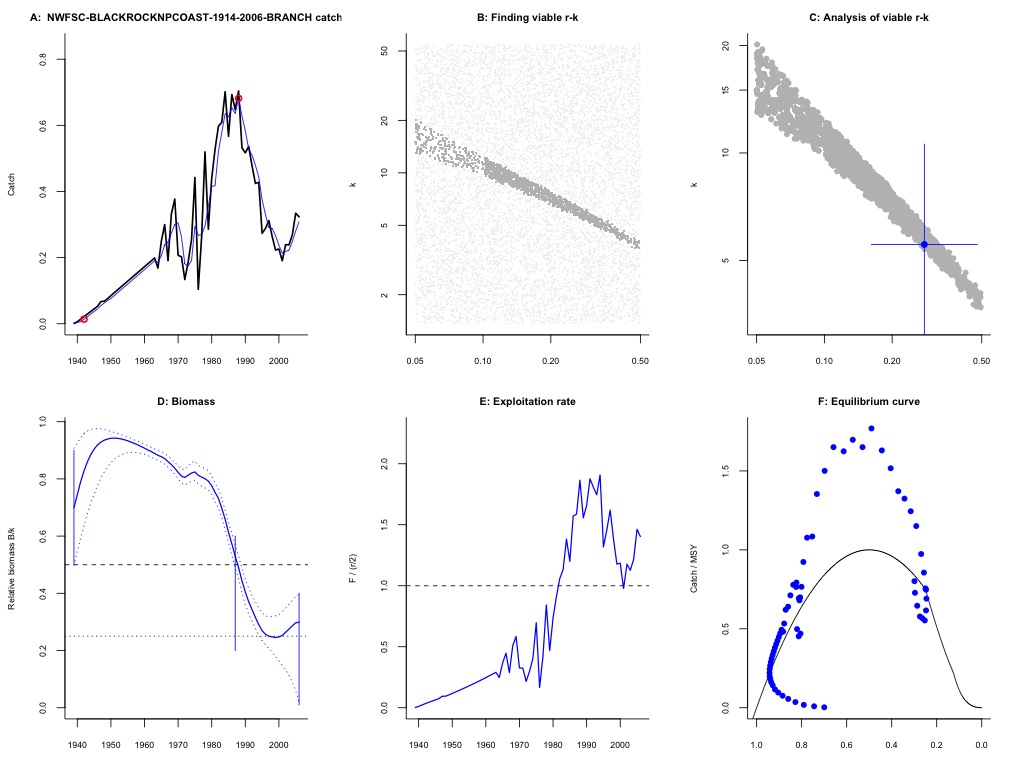 A: NWFSC-BLACKROCKNPCOAST-1914-2006-BRANCH catch
B: Finding viable r-k
C: Analysis of viable r-k
Catch
0.0
0.2
0.4
0.6
0.8
1940 1950 1960 1970 1980 1990 2000
k
2
5
10
20
50
0.05 0.10 0.20 0.50
k
5
10
15
20
0.05 0.10 0.20 0.50
D: Biomass
E: Exploitation rate
F: Equilibrium curve
Relative biomass B/k
0.0
0.2
0.4
0.6
0.8
1.0
1940 1950 1960 1970 1980 1990 2000
F / (r/2)
0.0
0.5
1.0
1.5
2.0
1940 1950 1960 1970 1980 1990 2000
Catch / MSY
0.0
0.5
1.0
1.5
1.0 0.8 0.6 0.4 0.2 0.0